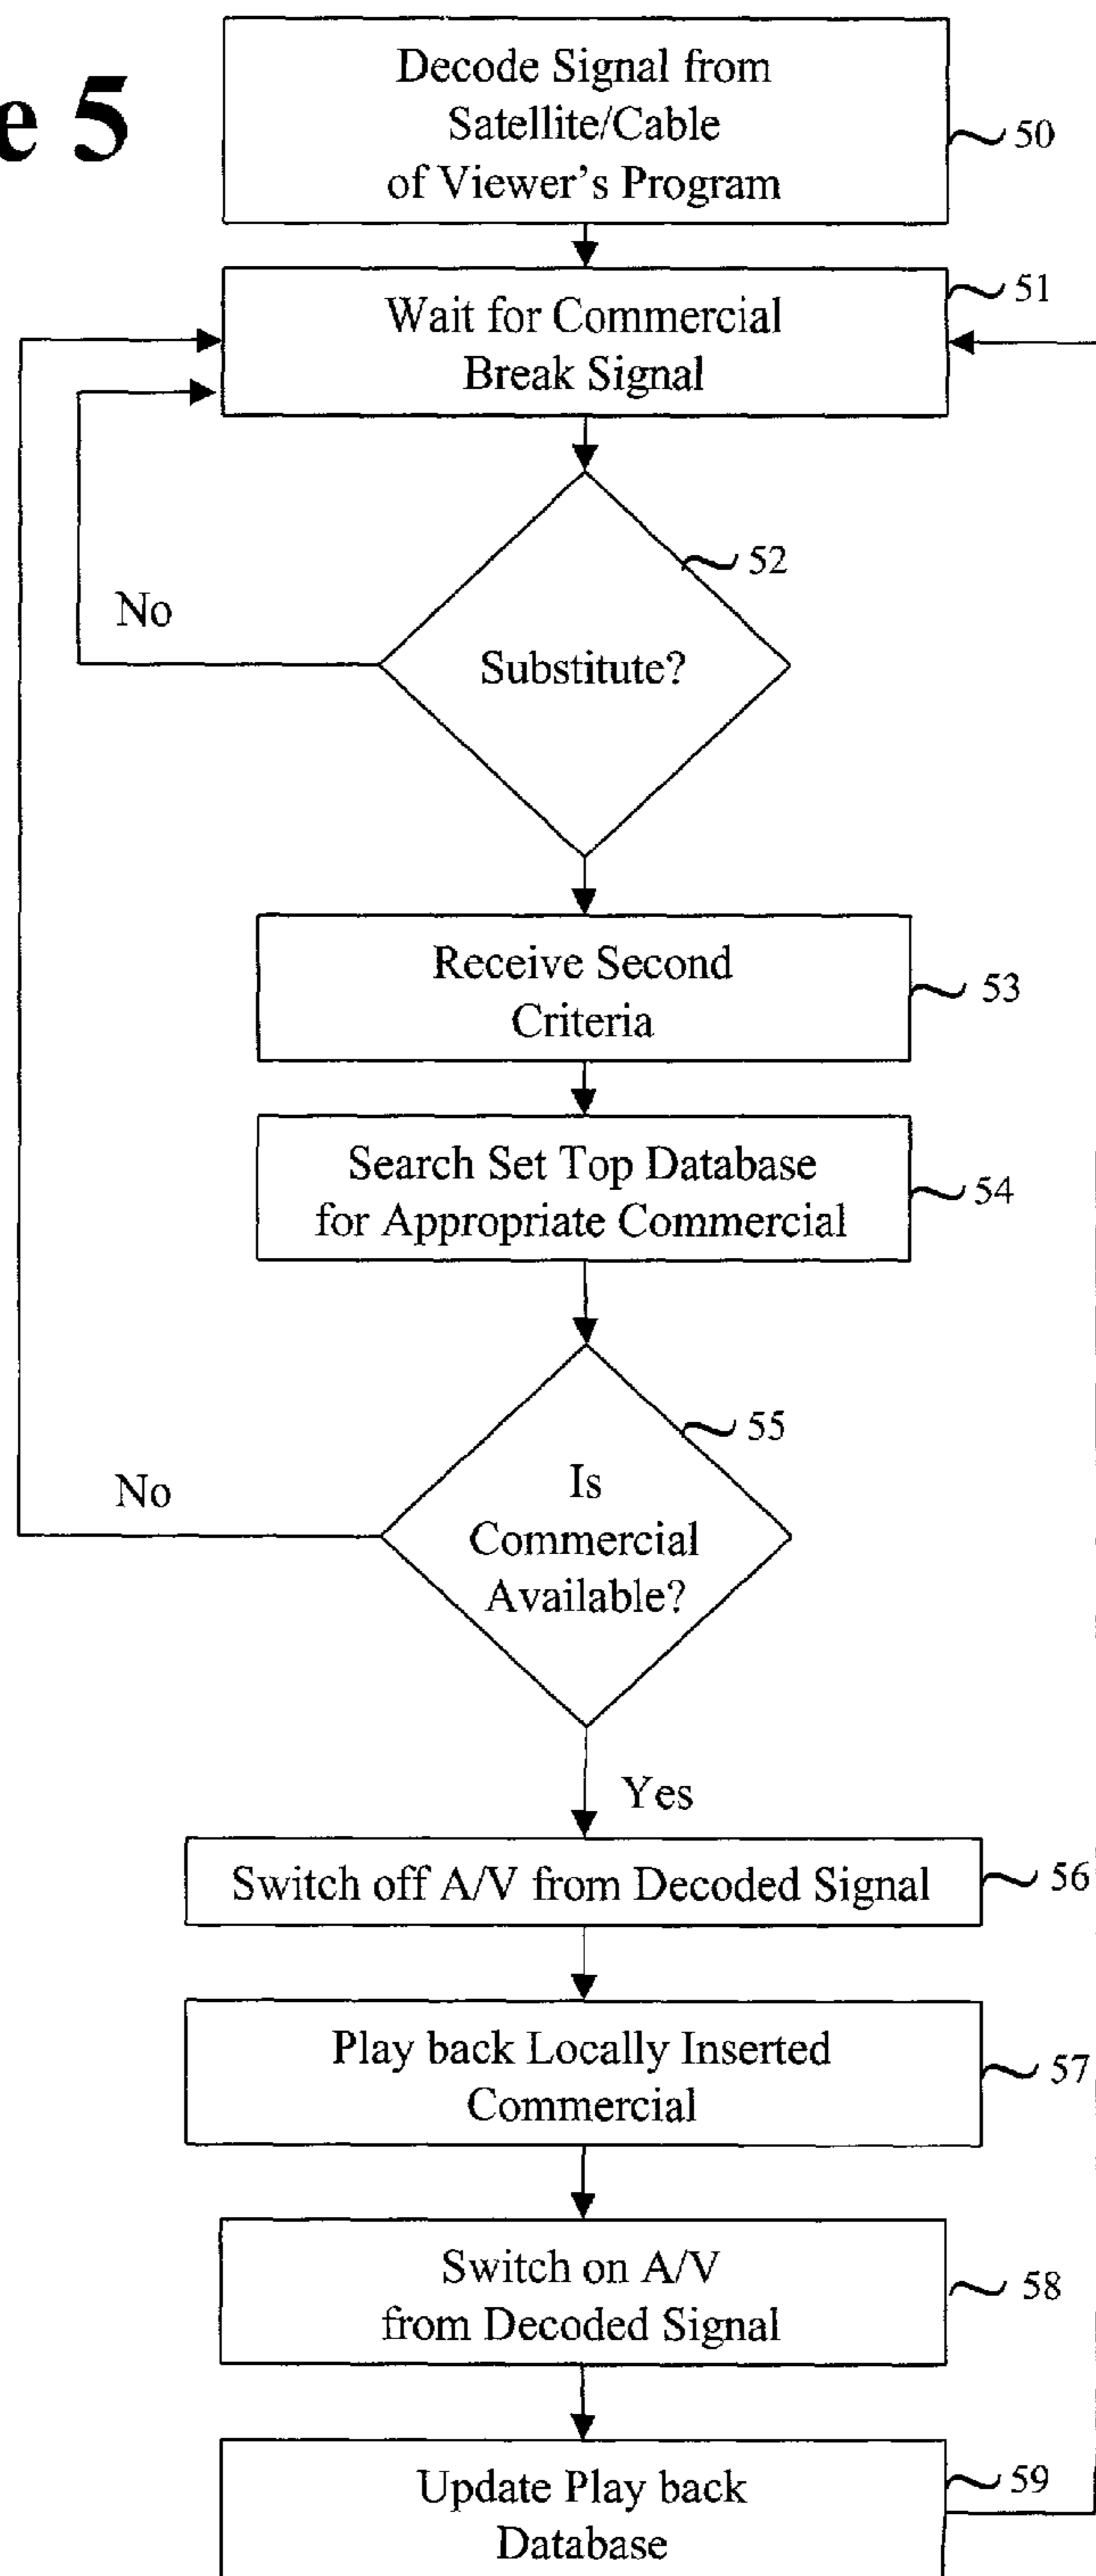 e 5
Decode Signal from
Satellite/Cable
of Viewer's Program
50
Wait for Commercial
Break Signal
51
52
No
Substitute?
Receive Second
Criteria
53
Search Set Top Database
for Appropriate Commercial
54
55
No
Is
Commercial
Available?
Yes
Switch off A/V from Decoded Signal
56
Play back Locally Inserted
Commercial
57
Switch on A/V
from Decoded Signal
58
Update Play back
Database
59